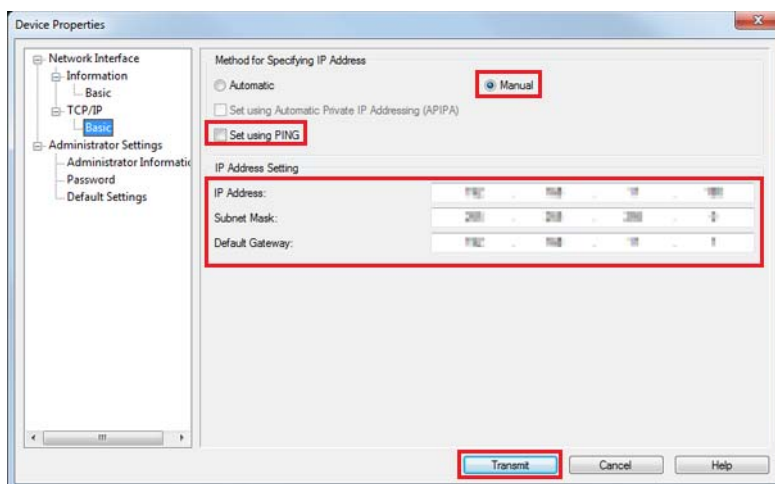 Device Properties
Network Interface
Information
Basic
TCP/IP
Basic
Administrator Settings
Administrator Informatic
Password
Default Settings
Method for Specifying IP Address
Automatic
Manual
Set using Automatic Private IP Addressing (APIPA)
Set using PING
IP Address Setting
IP Address:
Subnet Mask:
Default Gateway:
Transmit
Cancel
Help